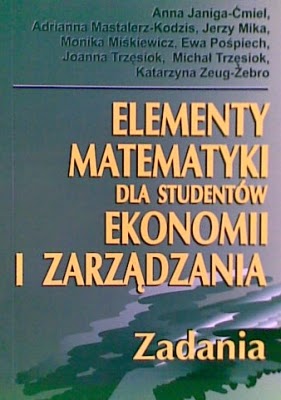 Anna Janiga-Ćmiel,
Adrianna Mastalerz-Kodzis, Jerzy Mika,
Monika Miśkiewicz, Ewa Pośpiech,
Joanna Trzęsiok, Michał Trzęsiok,
Katarzyna Zeug-Żebro
ELEMENTY
MATEMATYKI
DLA STUDENTÓW
EKONOMII
I ZARZĄDZANIA
Zadania